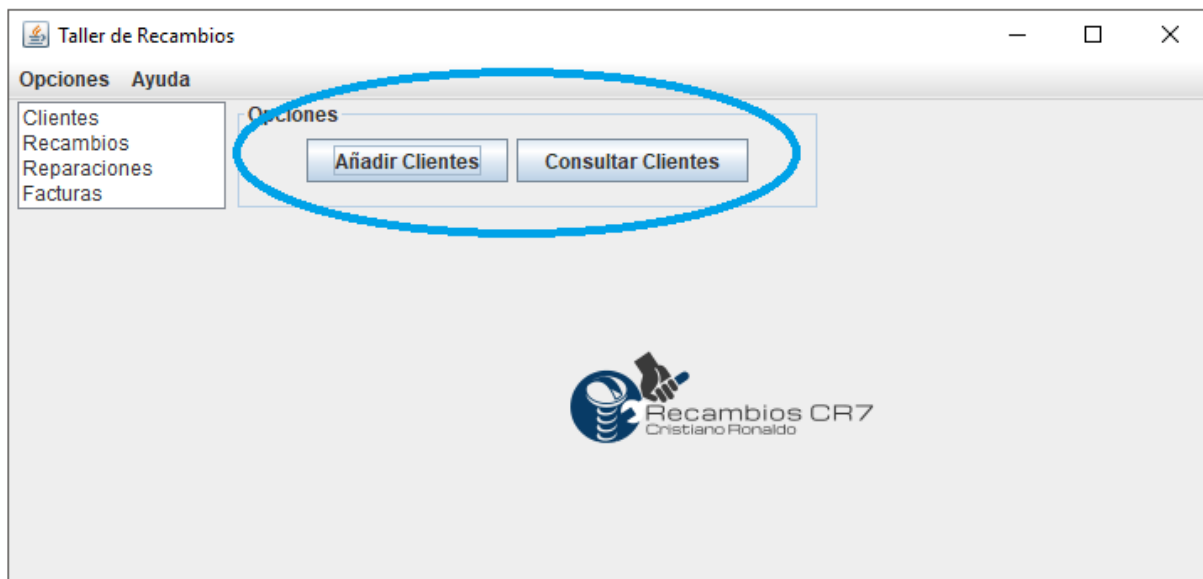 Taller de Recambios
Opciones Ayuda
Clientes
Recambios
Reparaciones
Facturas
Opciones
Añadir Clientes Consultar Clientes
Recambios CR7
Cristiano Ronaldo